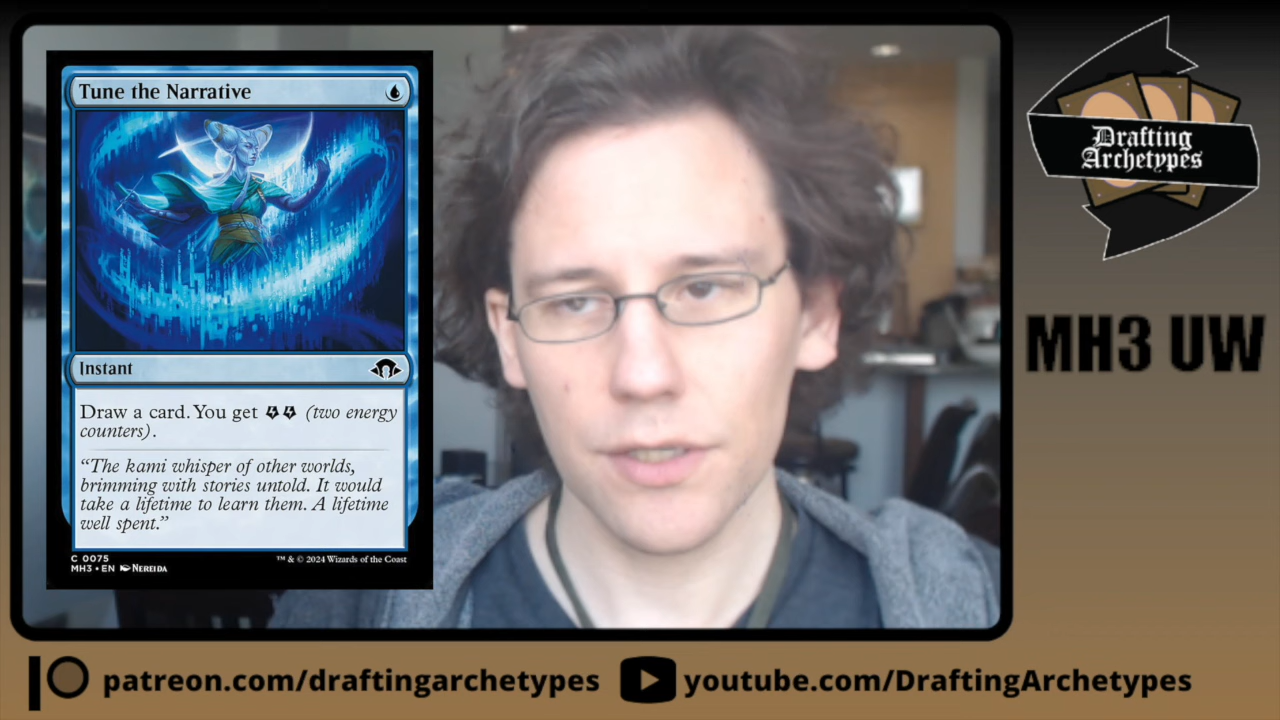 Tune the Narrative
Instant
Draw a card. You get (two energy
counters).
“The kami whisper of other worlds,
brimming with stories untold. It would
take a lifetime to learn them. A lifetime
well spent.”
C 0075
MH3 • EN NEREIDA
™ & © 2024 Wizards of the Coast
Drafting
Archetypes
MH3 UW
patreon.com/draftingarchetypes
youtube.com/DraftingArchetypes